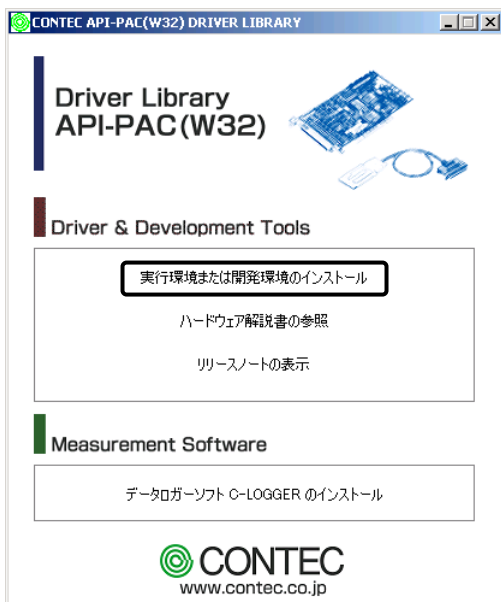 CONTEC API-PAC(W32) DRIVER LIBRARY
Driver Library
API-PAC(W32)
Driver & Development Tools
実行環境または開発環境のインストール
ハードウェア解説書の参照
リリースノートの表示
Measurement Software
データロガーソフト C-LOGGER のインストール
CONTEC
www.contec.co.jp